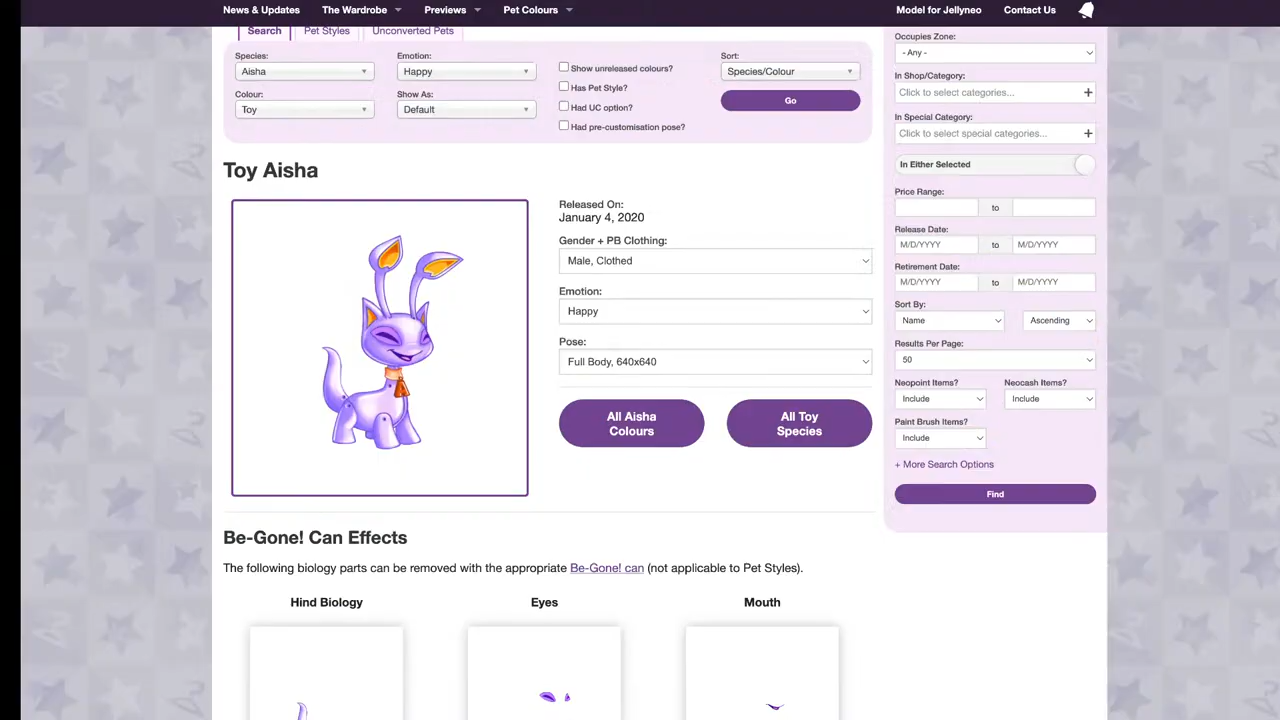 News & Updates
The Wardrobe
Previews
Pet Colours
Model for Jellyneo
Contact Us
Search
Pet Styles
Unconverted Pets
Species:
Aisha
Emotion:
Happy
Colour:
Toy
Show As:
Default
Show unreleased colours?
Has Pet Style?
Had UC option?
Had pre-customisation pose?
Sort:
Species/Colour
Go
Toy Aisha
Released On:
January 4, 2020
Gender + PB Clothing:
Male, Clothed
Emotion:
Happy
Pose:
Full Body, 640x640
All Aisha
Colours
All Toy
Species
Be-Gone! Can Effects
The following biology parts can be removed with the appropriate Be-Gone! can (not applicable to Pet Styles).
Hind Biology
Eyes
Mouth
Occupies Zone:
- Any -
In Shop/Category:
Click to select categories... +
In Special Category:
Click to select special categories... +
In Either Selected
Price Range:
to
Release Date:
M/D/YYYY to M/D/YYYY
Retirement Date:
M/D/YYYY to M/D/YYYY
Sort By:
Name
Ascending
Results Per Page:
50
Neopoint Items?
Include
Neocash Items?
Include
Paint Brush Items?
Include
+ More Search Options
Find